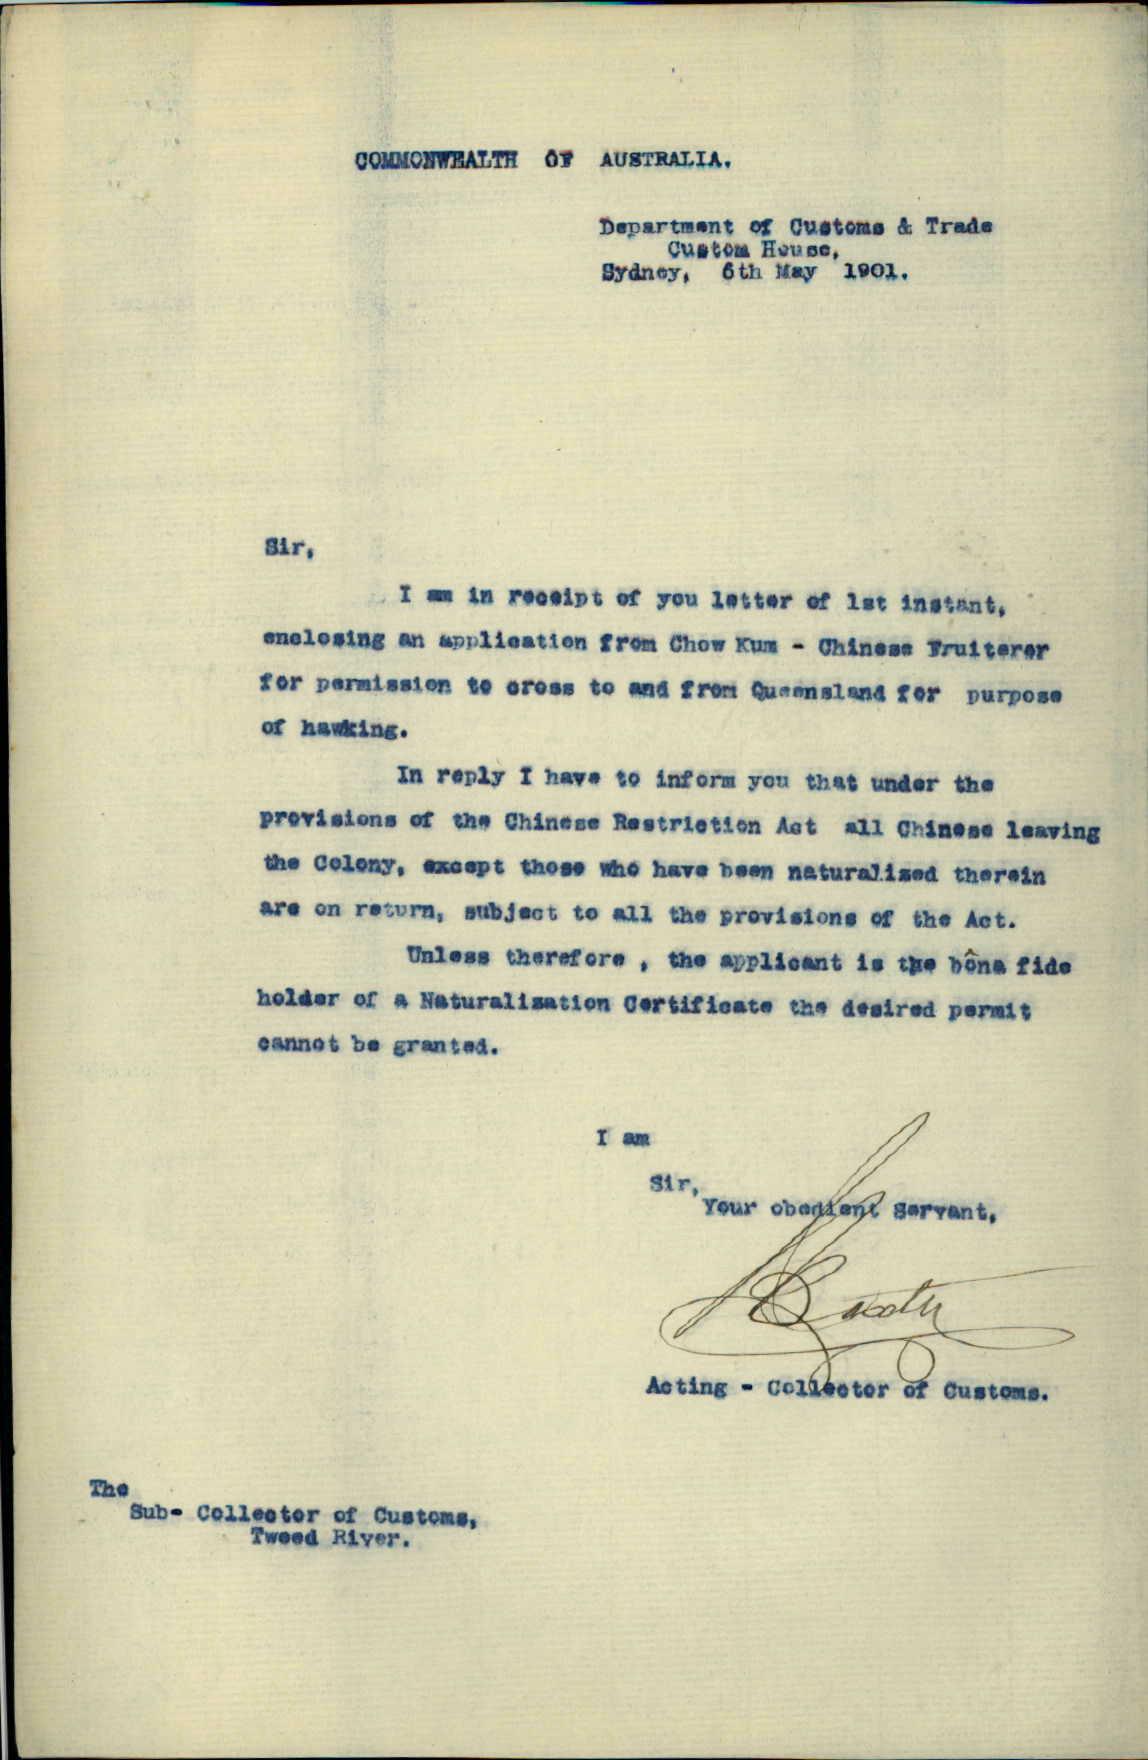 COMMONWEALTH OF AUSTRALIA.
Department of Customs & Trade
Custom House,
Sydney, 6th May 1901.
Sir,
I am in receipt of you letter of 1st instant,
enclosing an application from Chow Kum - Chinese Fruiterer
for permission to cross to and from Queensland for purpose
of hawking.
In reply I have to inform you that under the
provisions of the Chinese Restriction Act all Chinese leaving
the Colony, except those who have been naturalized therein
are on return, subject to all the provisions of the Act.
Unless therefore , the applicant is the bôna fide
holder of a Naturalization Certificate the desired permit
cannot be granted.
I am
Sir,
Your obedient Servant,
Baxter
Acting - Collector of Customs.
The
Sub- Collector of Customs,
Tweed River.